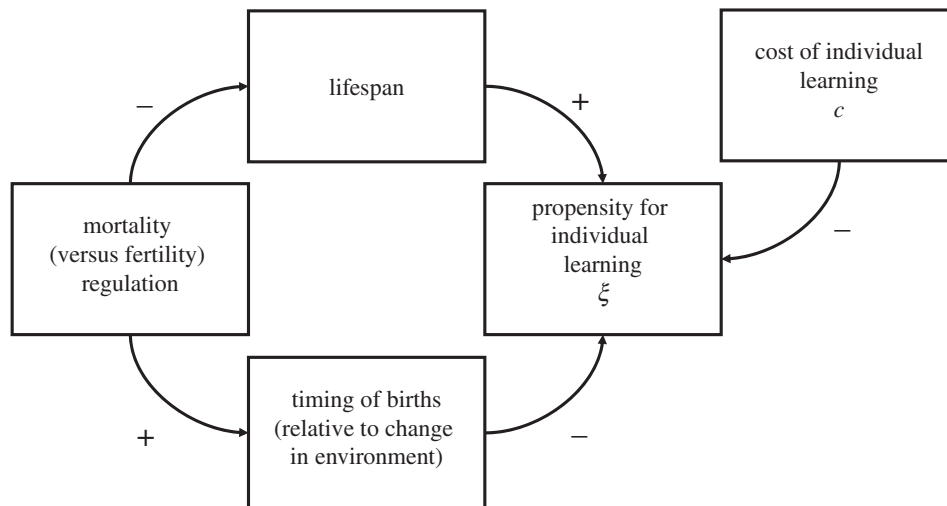 lifespan
cost of individual
learning
c
−
+
mortality
(versus fertility)
regulation
propensity for
individual
learning
ξ
−
timing of births
(relative to change
in environment)
+
−